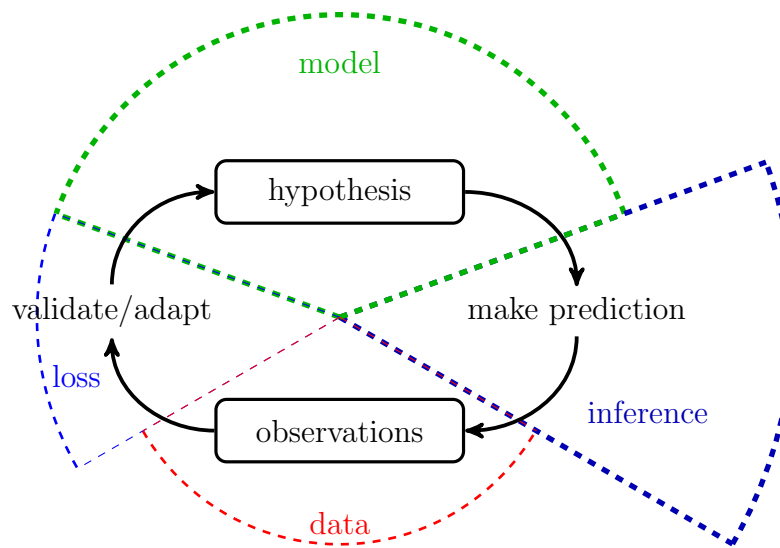 model
hypothesis
validate/adapt
make prediction
loss
inference
observations
data